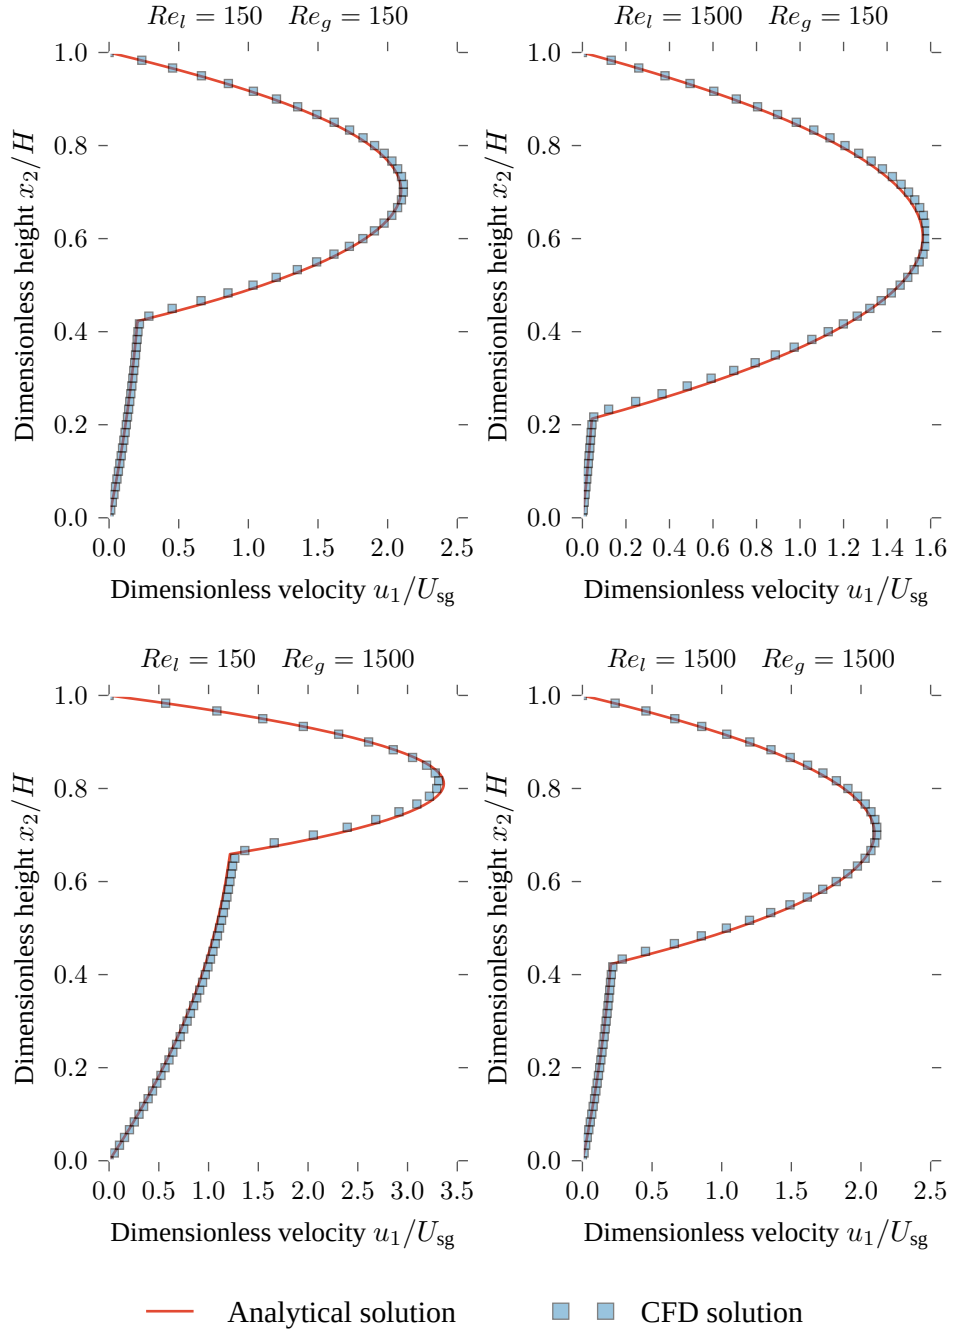 Re_l = 150 Re_g = 150
1.0
0.8
0.6
0.4
0.2
0.0
Dimensionless height x_2/H
0.0 0.5 1.0 1.5 2.0 2.5
Dimensionless velocity u_1/U_sg
Re_l = 1500 Re_g = 150
1.0
0.8
0.6
0.4
0.2
0.0
Dimensionless height x_2/H
0.0 0.2 0.4 0.6 0.8 1.0 1.2 1.4 1.6
Dimensionless velocity u_1/U_sg
Re_l = 150 Re_g = 1500
1.0
0.8
0.6
0.4
0.2
0.0
Dimensionless height x_2/H
0.0 0.5 1.0 1.5 2.0 2.5 3.0 3.5
Dimensionless velocity u_1/U_sg
Re_l = 1500 Re_g = 1500
1.0
0.8
0.6
0.4
0.2
0.0
Dimensionless height x_2/H
0.0 0.5 1.0 1.5 2.0 2.5
Dimensionless velocity u_1/U_sg
Analytical solution CFD solution